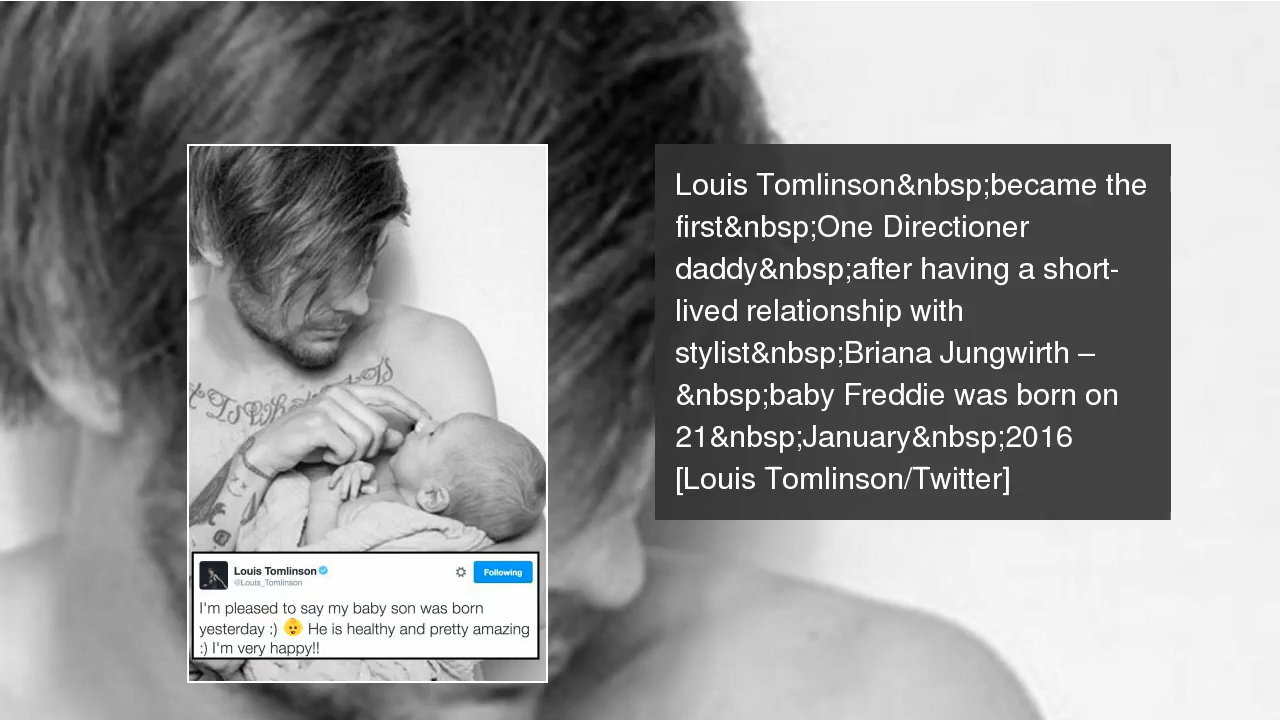 Louis Tomlinson&nbsp;became the
first&nbsp;One Directioner
daddy&nbsp;after having a short-
lived relationship with
stylist&nbsp;Briana Jungwirth –
&nbsp;baby Freddie was born on
21&nbsp;January&nbsp;2016
[Louis Tomlinson/Twitter]
Louis Tomlinson
@Louis_Tomlinson
Following
I'm pleased to say my baby son was born
yesterday :) 👶 He is healthy and pretty amazing
:) I'm very happy!!